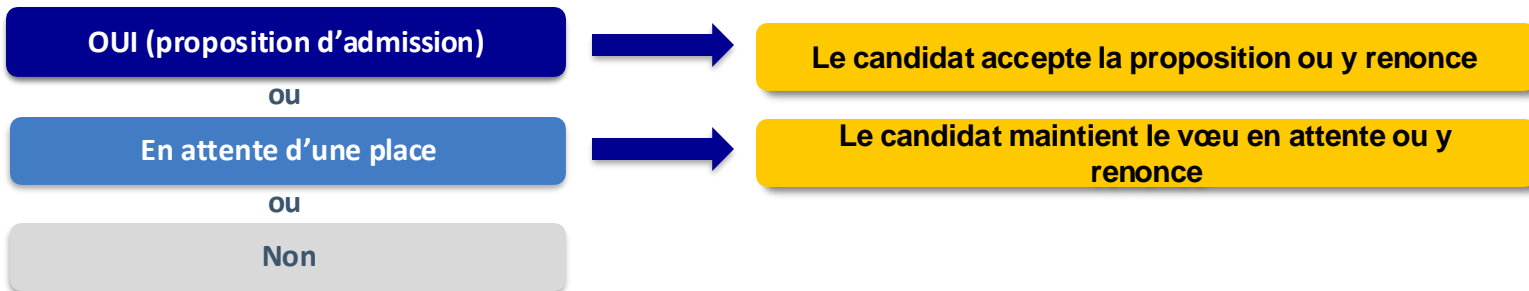 OUI (proposition d’admission)
Le candidat accepte la proposition ou y renonce
ou
En attente d’une place
Le candidat maintient le vœu en attente ou y
renonce
ou
Non